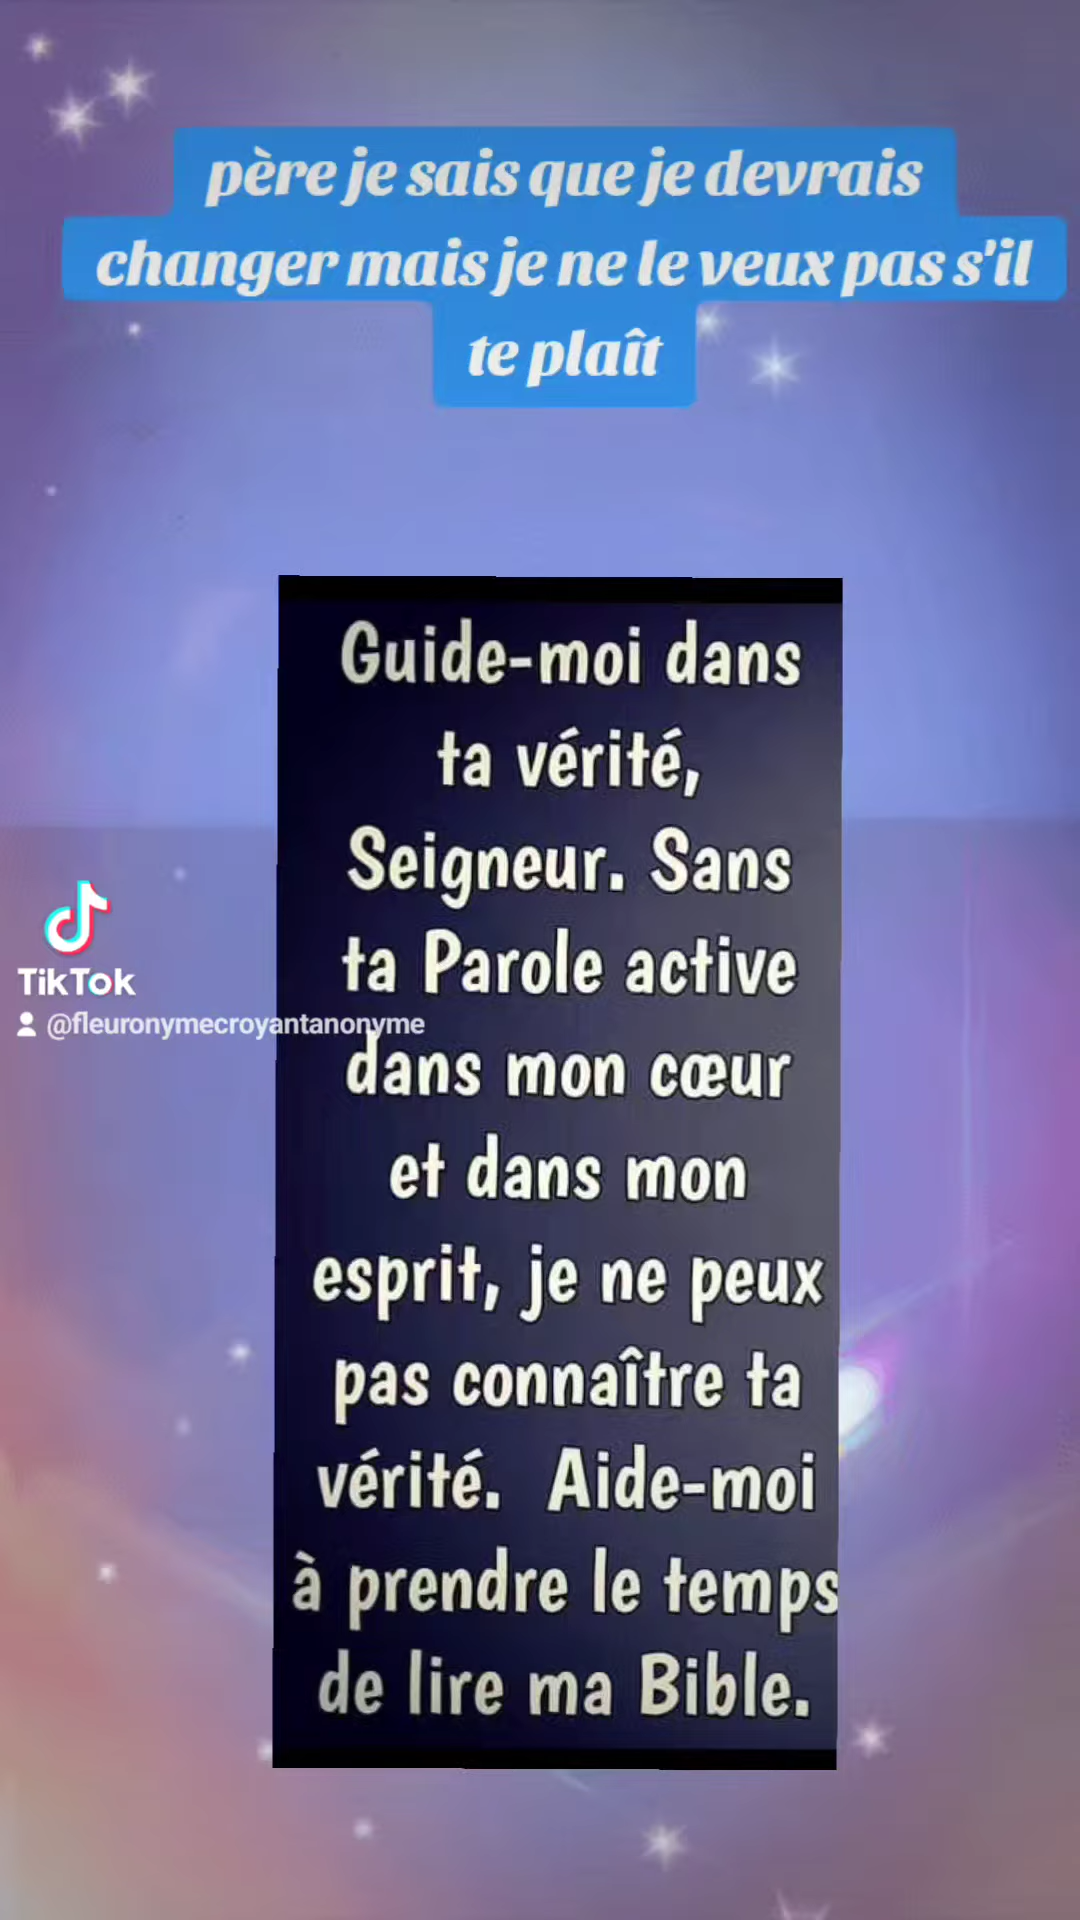 père je sais que je devrais
changer mais je ne le veux pas s'il
te plaît
Guide-moi dans
ta vérité,
Seigneur. Sans
ta Parole active
TikTok
@fleuronymecroyantanonyme
dans mon cœur
et dans mon
esprit, je ne peux
pas connaître ta
vérité. Aide-moi
à prendre le temps
de lire ma Bible.